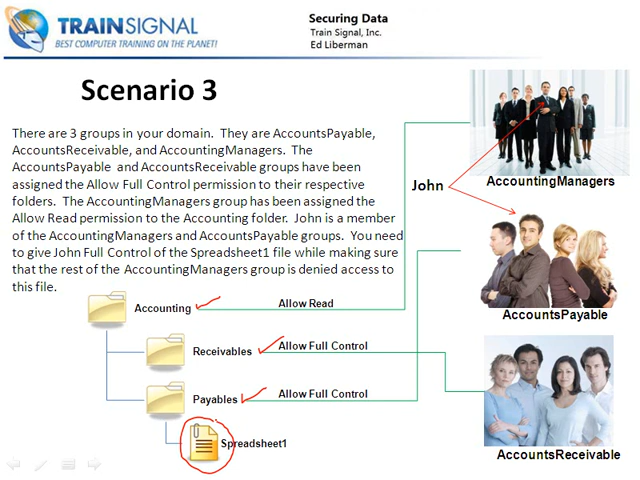 TRAINSIGNAL
BEST COMPUTER TRAINING ON THE PLANET!
Securing Data
Train Signal, Inc.
Ed Liberman
Scenario 3
There are 3 groups in your domain. They are AccountsPayable,
AccountsReceivable, and AccountingManagers. The
AccountsPayable and AccountsReceivable groups have been
assigned the Allow Full Control permission to their respective
folders. The AccountingManagers group has been assigned the
Allow Read permission to the Accounting folder. John is a member
of the AccountingManagers and AccountsPayable groups. You need
to give John Full Control of the Spreadsheet1 file while making sure
that the rest of the AccountingManagers group is denied access to
this file.
John
AccountingManagers
Accounting
Allow Read
AccountsPayable
Receivables
Allow Full Control
Payables
Allow Full Control
Spreadsheet1
AccountsReceivable